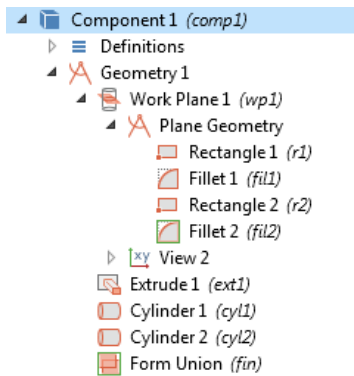 Component 1 (comp1)
Definitions
Geometry 1
Work Plane 1 (wp1)
Plane Geometry
Rectangle 1 (r1)
Fillet 1 (fil1)
Rectangle 2 (r2)
Fillet 2 (fil2)
xy View 2
Extrude 1 (ext1)
Cylinder 1 (cyl1)
Cylinder 2 (cyl2)
Form Union (fin)